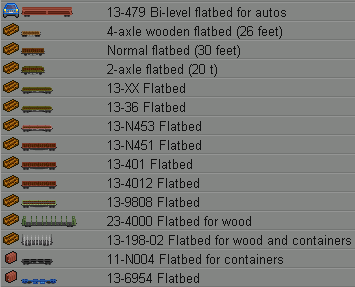 13-479 Bi-level flatbed for autos
4-axle wooden flatbed (26 feet)
Normal flatbed (30 feet)
2-axle flatbed (20 t)
13-XX Flatbed
13-36 Flatbed
13-N453 Flatbed
13-N451 Flatbed
13-401 Flatbed
13-4012 Flatbed
13-9808 Flatbed
23-4000 Flatbed for wood
13-198-02 Flatbed for wood and containers
11-N004 Flatbed for containers
13-6954 Flatbed